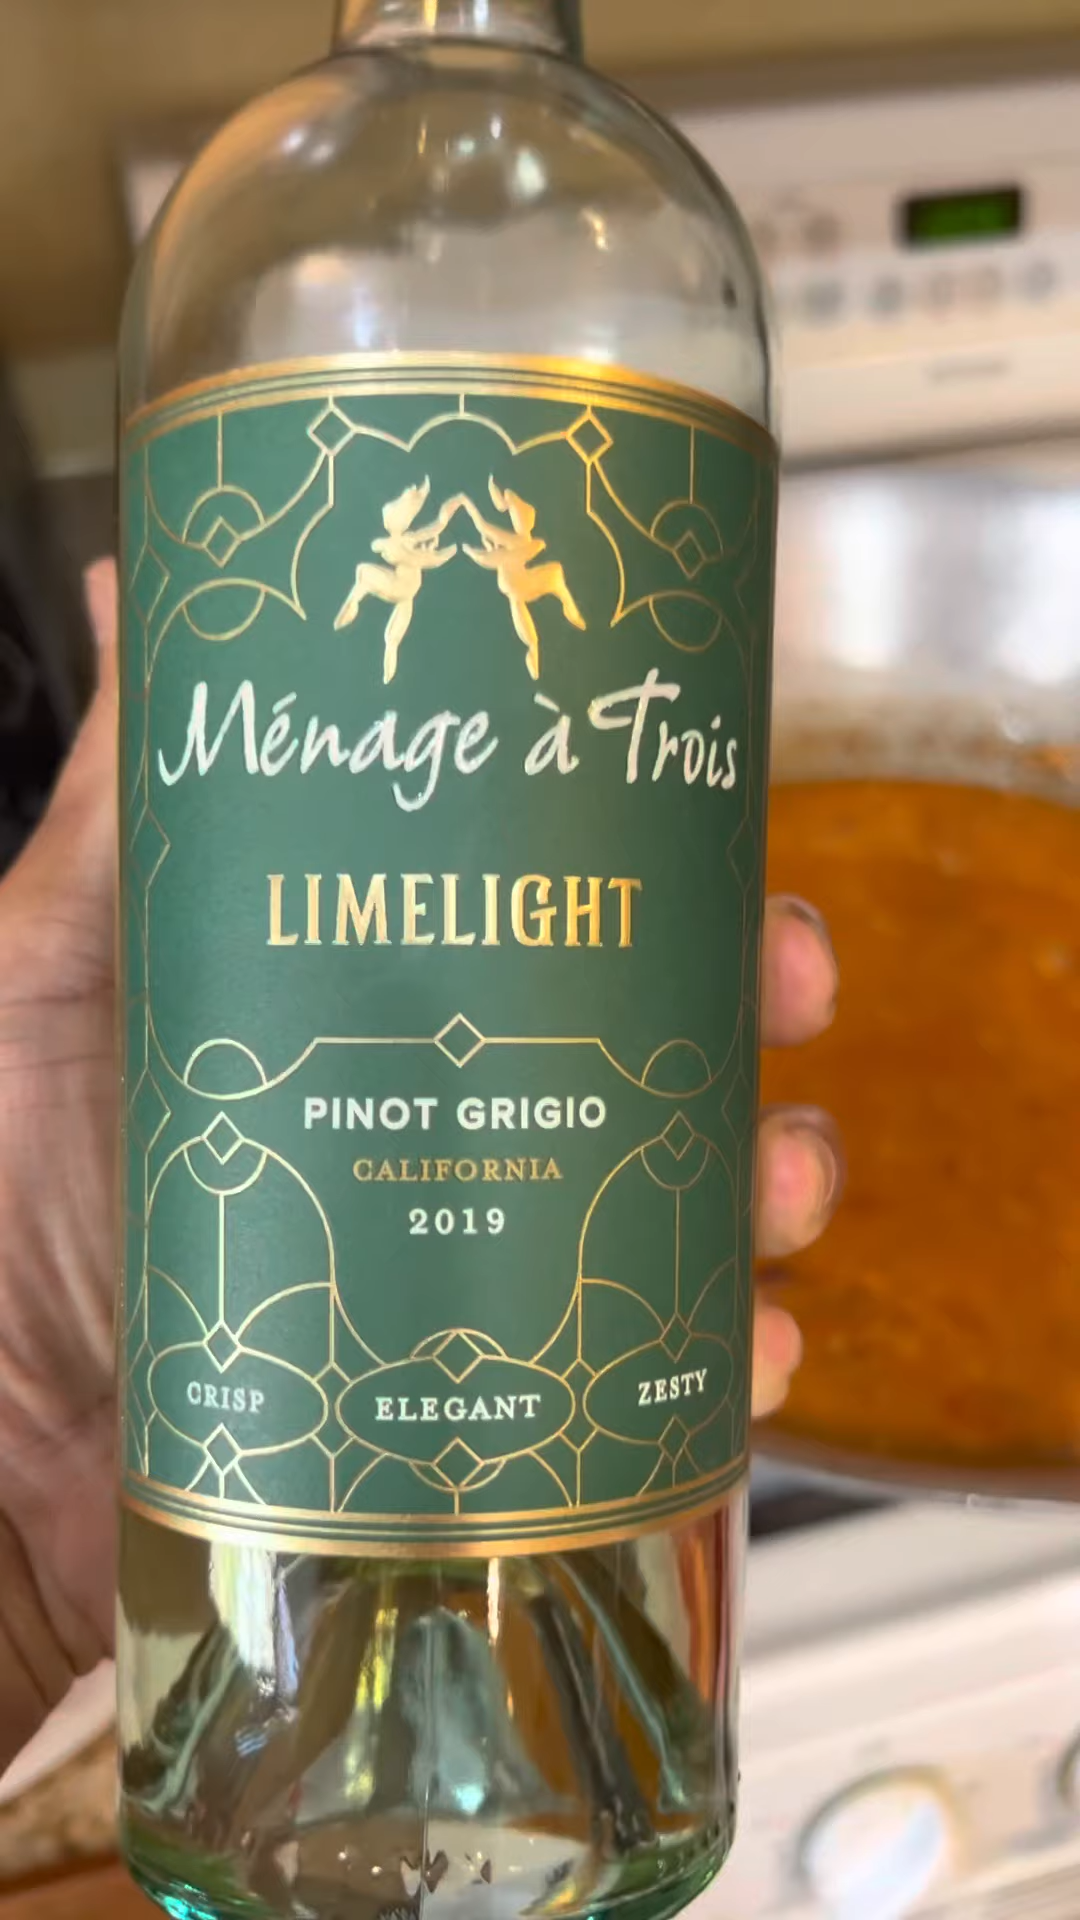 Ménage à Trois
LIMELIGHT
PINOT GRIGIO
CALIFORNIA
2019
CRISP
ELEGANT
ZESTY